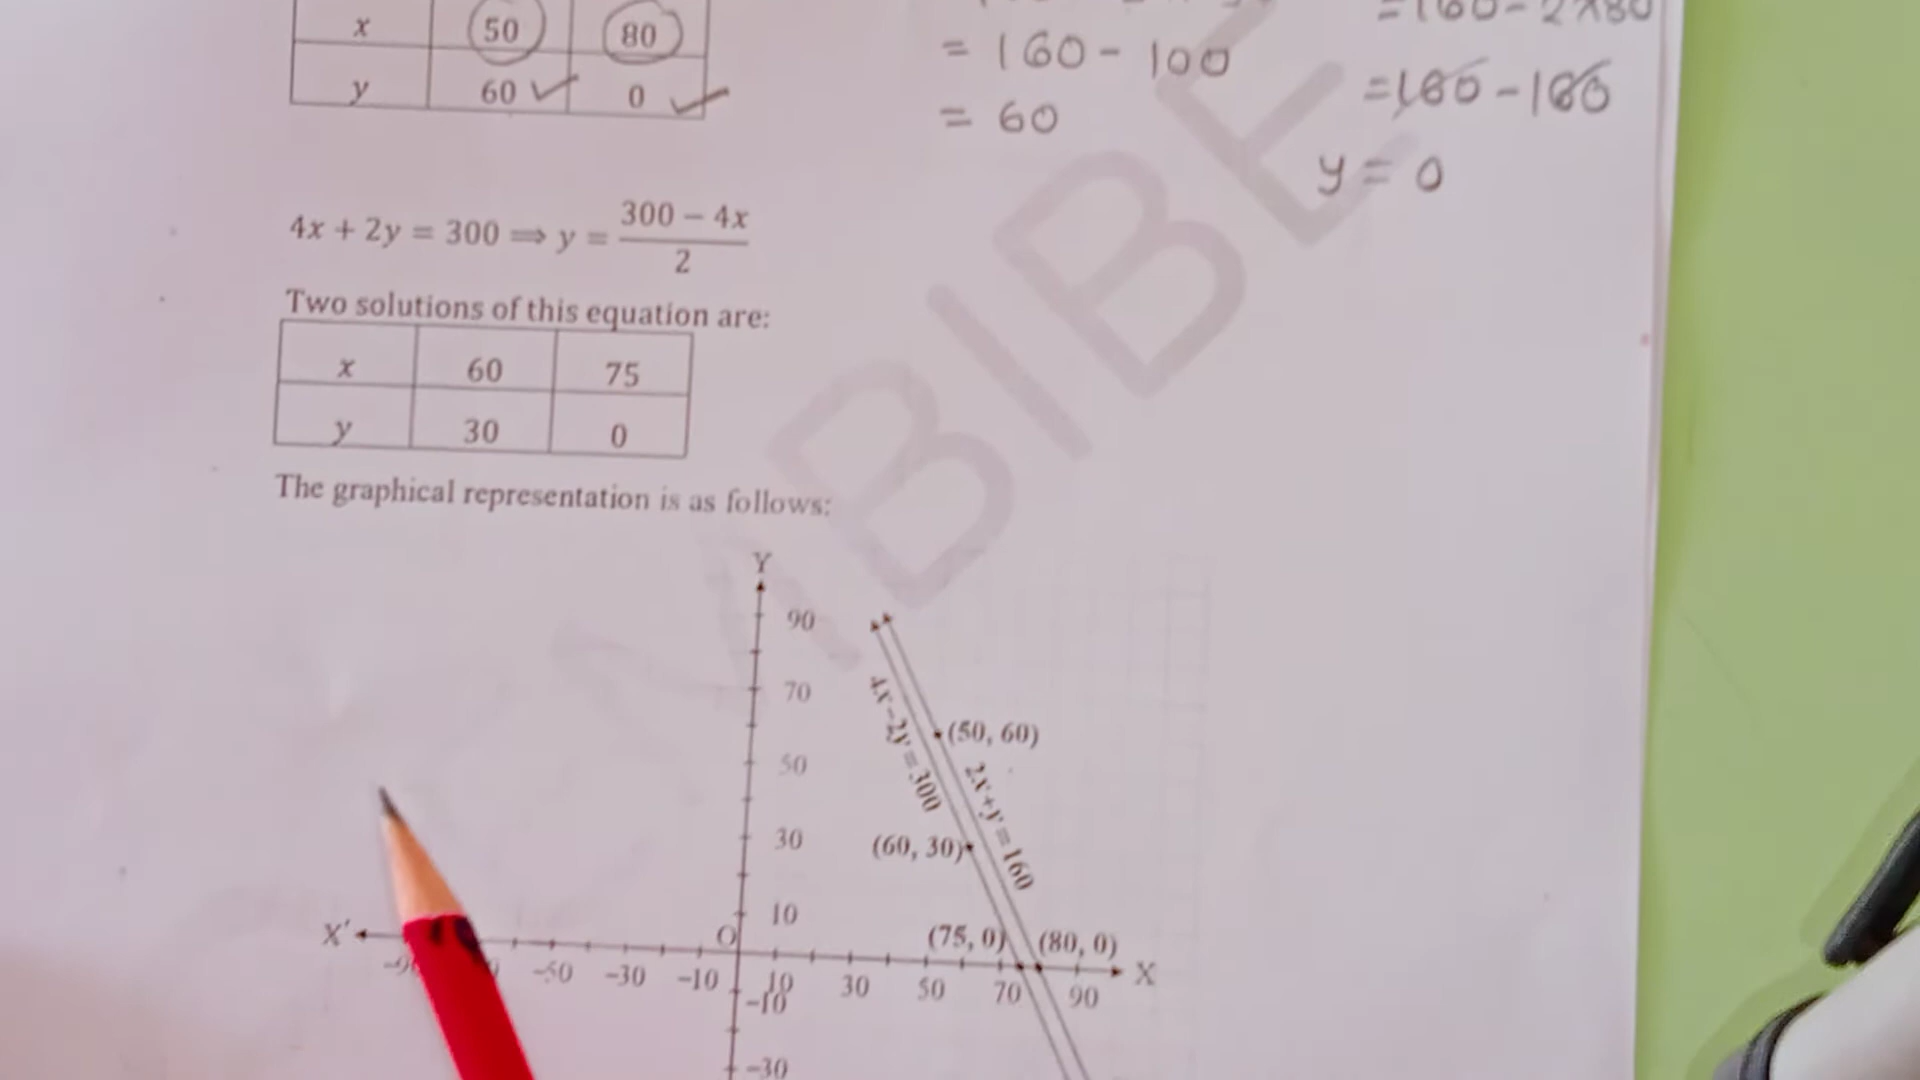 x 50 80
y 60 0
= 160 - 100
= 60
=160-2×80
=160-160
y = 0
4x + 2y = 300 ⟹ y = (300 − 4x)/2
Two solutions of this equation are:
x 60 75
y 30 0
The graphical representation is as follows:
Y
90
70
50
30
10
4x−2y=300
2x+y=160
(50, 60)
(60, 30)
(75, 0)
(80, 0)
X′
O
X
−50 −30 −10 10 30 50 70 90
−10
−30